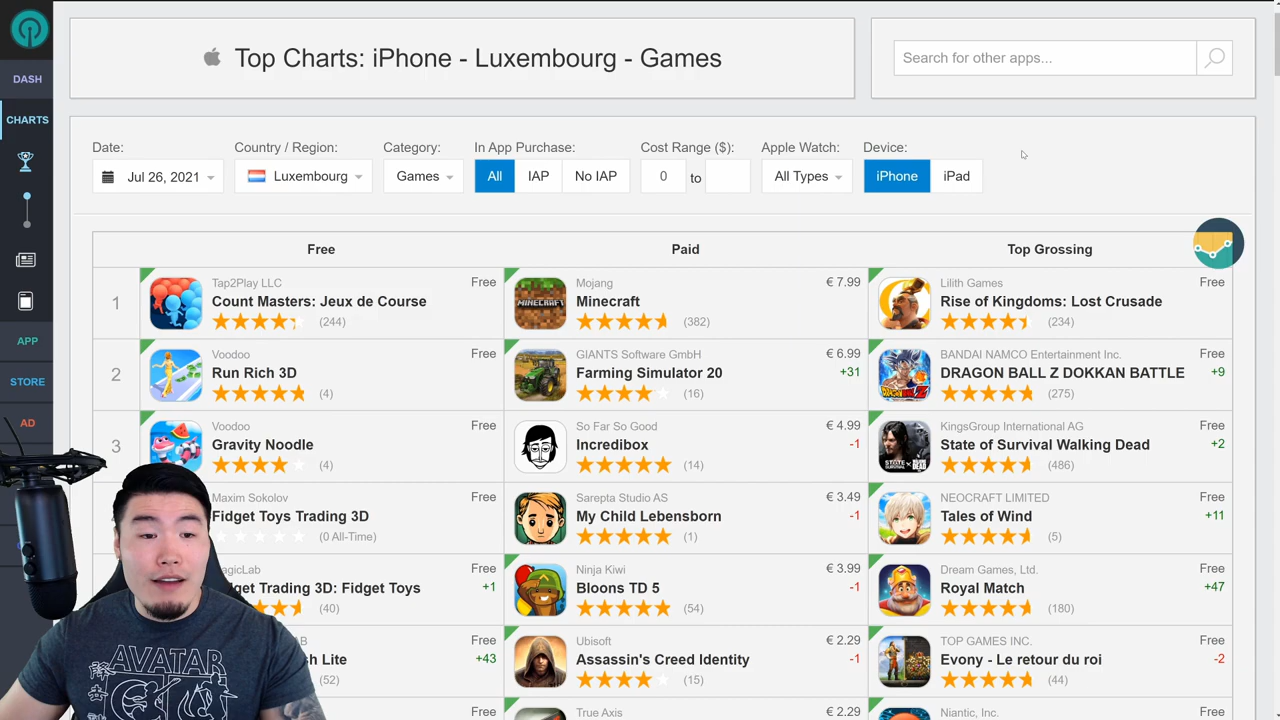 Top Charts: iPhone - Luxembourg - Games
Search for other apps...
DASH
CHARTS
APP
STORE
AD
Date:
Country / Region:
Category:
In App Purchase:
Cost Range ($):
Apple Watch:
Device:
Jul 26, 2021
Luxembourg
Games
All
IAP
No IAP
0
to
All Types
iPhone
iPad
Free
Paid
Top Grossing
1
Tap2Play LLC
Free
Count Masters: Jeux de Course
(244)
Mojang
€ 7.99
Minecraft
(382)
Lilith Games
Free
Rise of Kingdoms: Lost Crusade
(234)
2
Voodoo
Free
Run Rich 3D
(4)
GIANTS Software GmbH
€ 6.99
Farming Simulator 20
+31
(16)
BANDAI NAMCO Entertainment Inc.
Free
DRAGON BALL Z DOKKAN BATTLE
+9
(275)
3
Voodoo
Free
Gravity Noodle
(4)
So Far So Good
€ 4.99
Incredibox
-1
(14)
KingsGroup International AG
Free
State of Survival Walking Dead
+2
(486)
Maxim Sokolov
Free
Fidget Toys Trading 3D
(0 All-Time)
Sarepta Studio AS
€ 3.49
My Child Lebensborn
-1
(1)
NEOCRAFT LIMITED
Free
Tales of Wind
+11
(5)
Free
Trading 3D: Fidget Toys
+1
(40)
Ninja Kiwi
€ 3.99
Bloons TD 5
-1
(54)
Dream Games, Ltd.
Free
Royal Match
+47
(180)
Free
Lite
+43
(52)
Ubisoft
€ 2.29
Assassin's Creed Identity
-1
(15)
TOP GAMES INC.
Free
Evony - Le retour du roi
-2
(44)
Free
True Axis
€ 2.29
Niantic, Inc.
Free
MINECRAFT
AVATAR